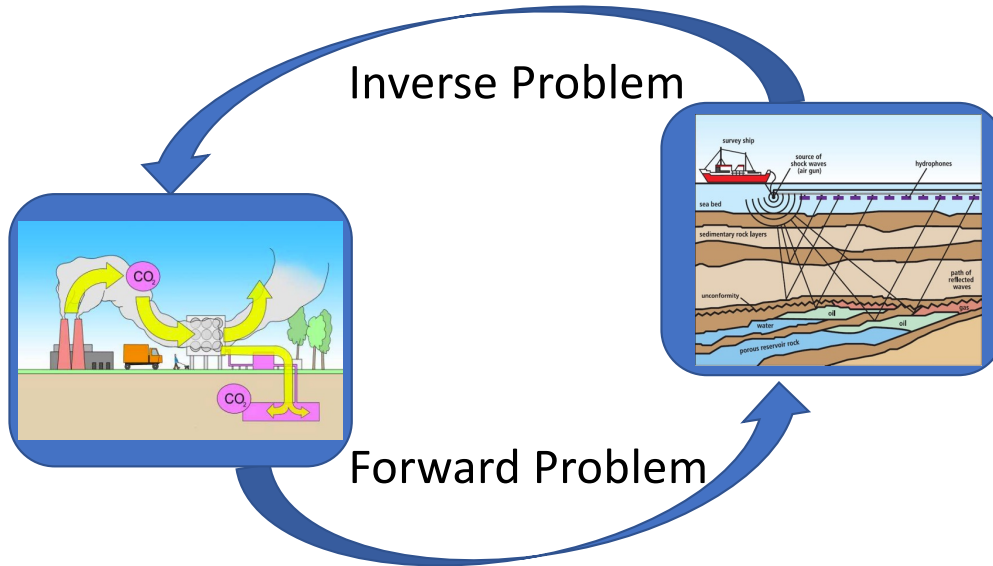 Inverse Problem
survey ship
source of
shock waves
(air gun)
hydrophones
sea bed
sedimentary rock layers
path of
reflected
waves
unconformity
gas
oil
water
oil
porous reservoir rock
CO₂
CO₂
Forward Problem